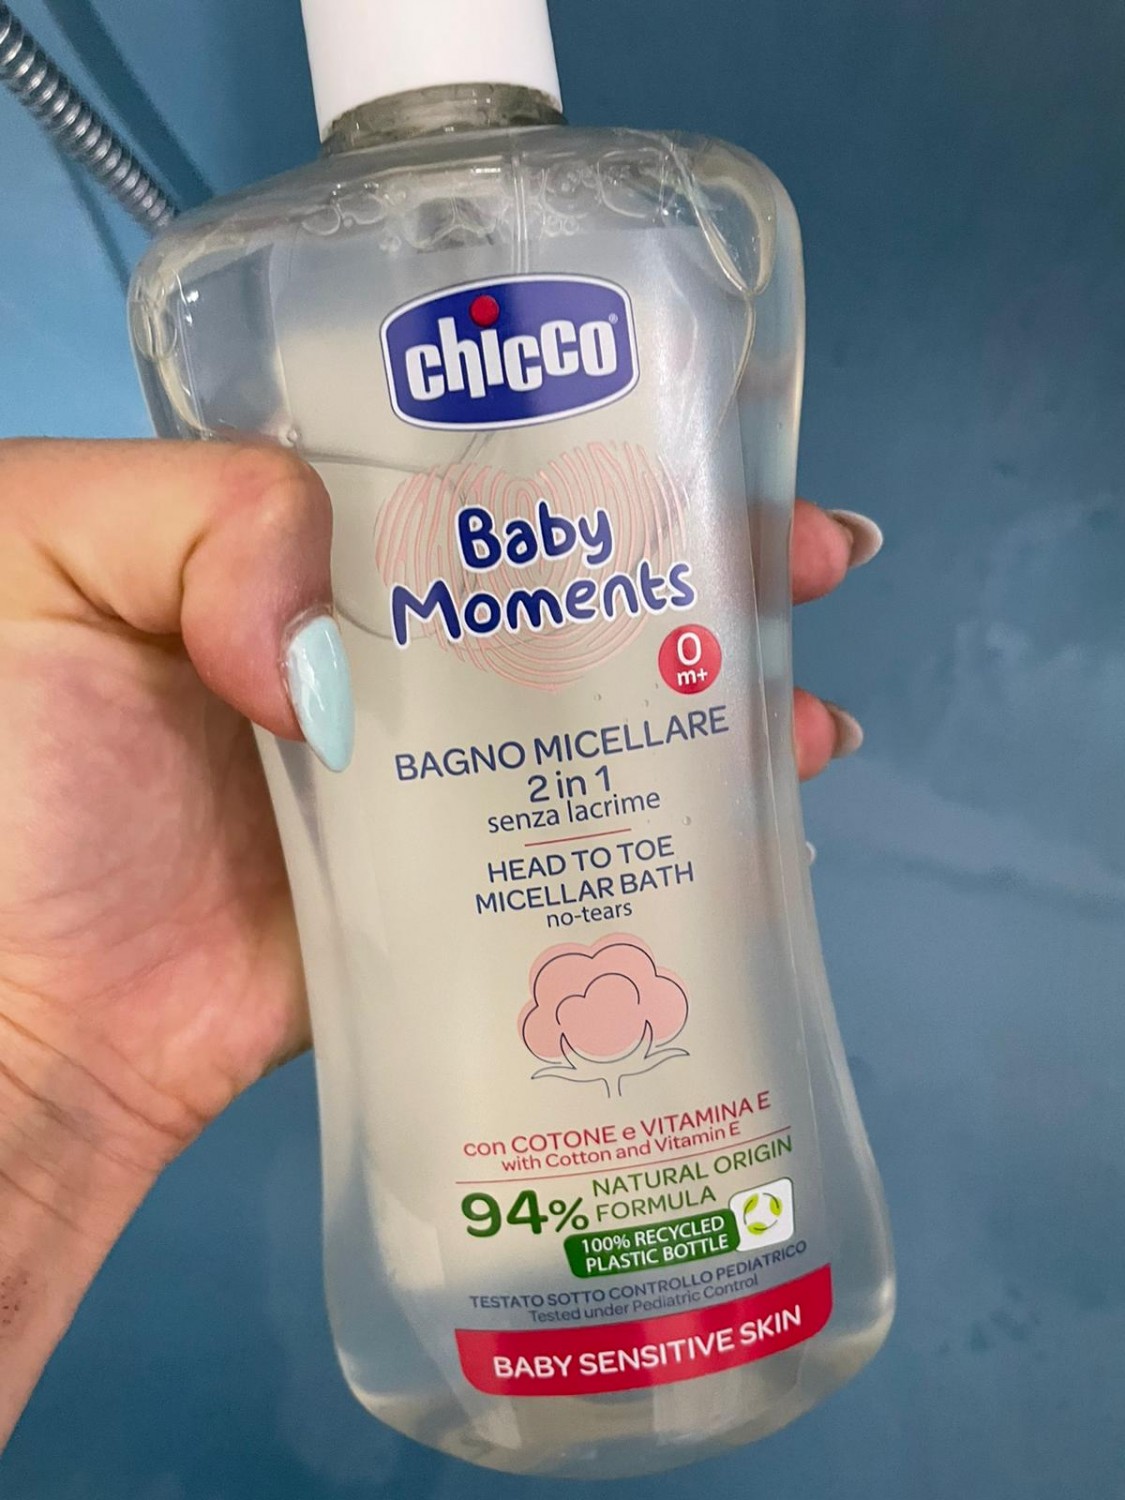 chicco®
Baby
Moments
0
m+
BAGNO MICELLARE
2 in 1
senza lacrime
HEAD TO TOE
MICELLAR BATH
no-tears
con COTONE e VITAMINA E
with Cotton and Vitamin E
94% NATURAL ORIGIN
FORMULA
100% RECYCLED
PLASTIC BOTTLE
TESTATO SOTTO CONTROLLO PEDIATRICO
Tested under Pediatric Control
BABY SENSITIVE SKIN